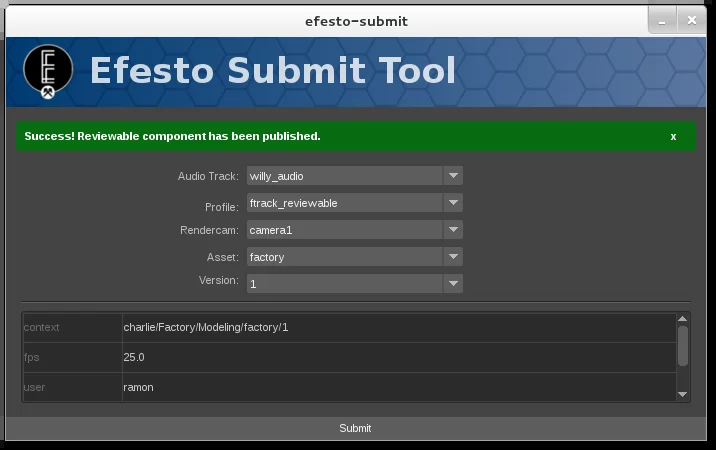 efesto-submit
Efesto Submit Tool
Success! Reviewable component has been published. x
Audio Track: willy_audio
Profile: ftrack_reviewable
Rendercam: camera1
Asset: factory
Version: 1
context charlie/Factory/Modeling/factory/1
fps 25.0
user ramon
Submit